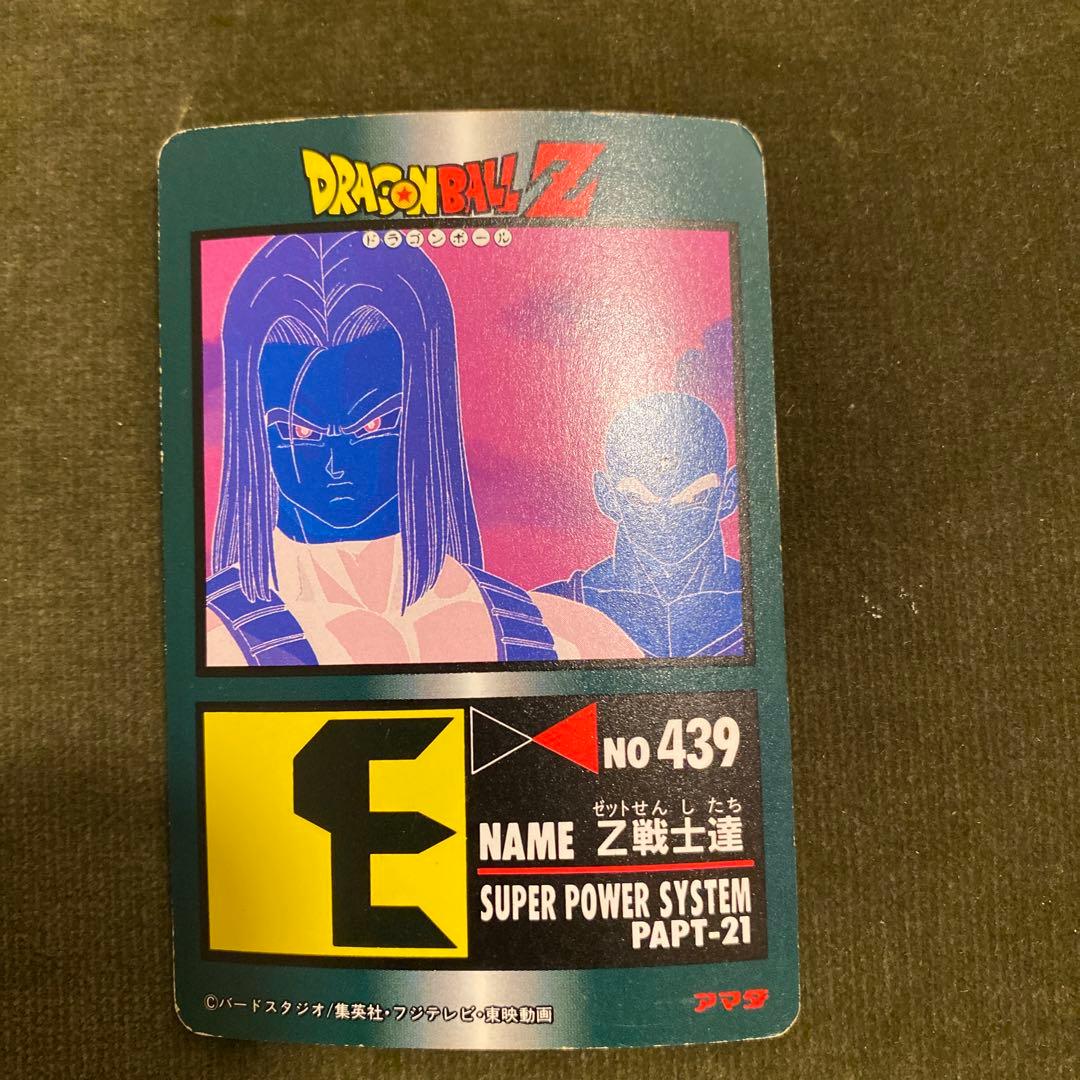 DRAGONBALL Z
ドラゴンボール
E
NO 439
ゼットせんしたち
NAME Z戦士達
SUPER POWER SYSTEM
PAPT-21
©バードスタジオ/集英社・フジテレビ・東映動画
アマダ